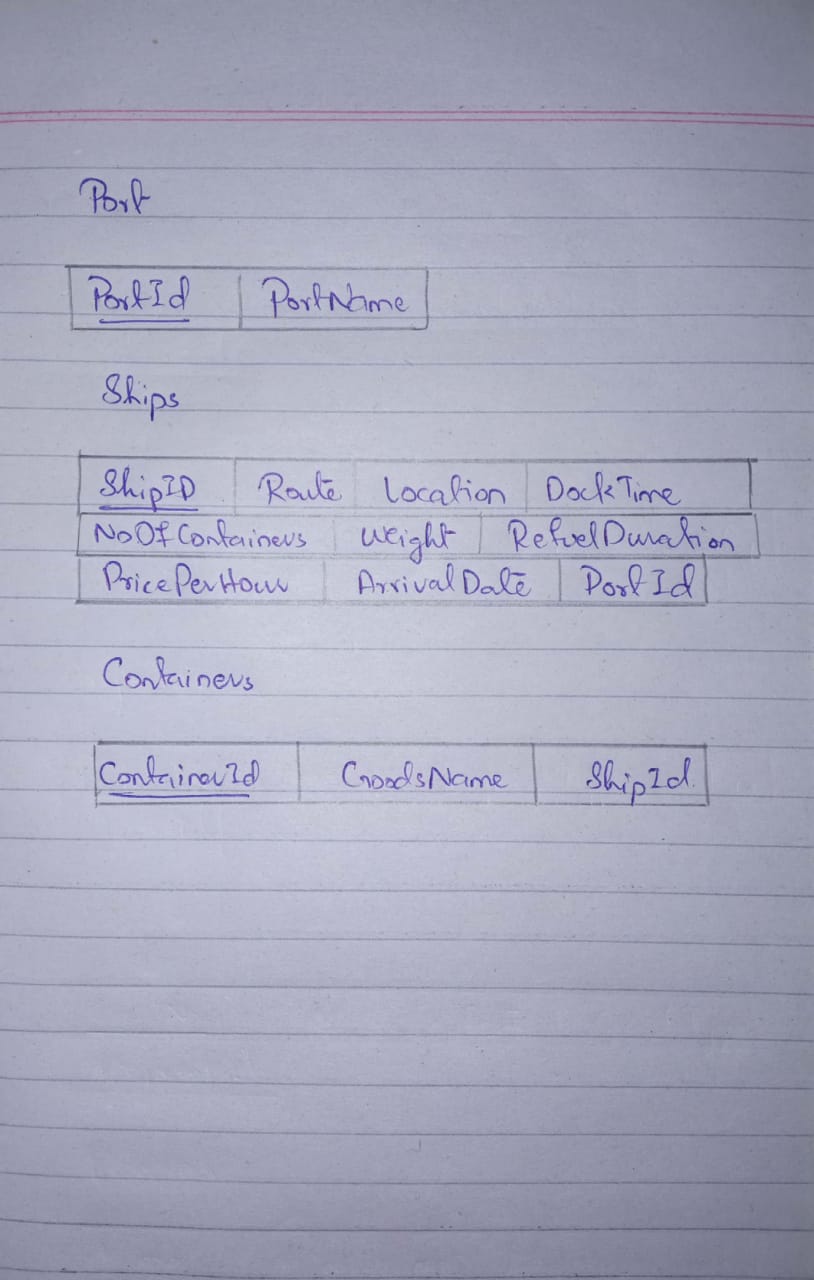 Port
PortId PortName
Ships
ShipID Route Location DockTime
NoOfContainers Weight RefuelDuration
PricePerHour ArrivalDate PortId
Containers
ContainerId GoodsName ShipId